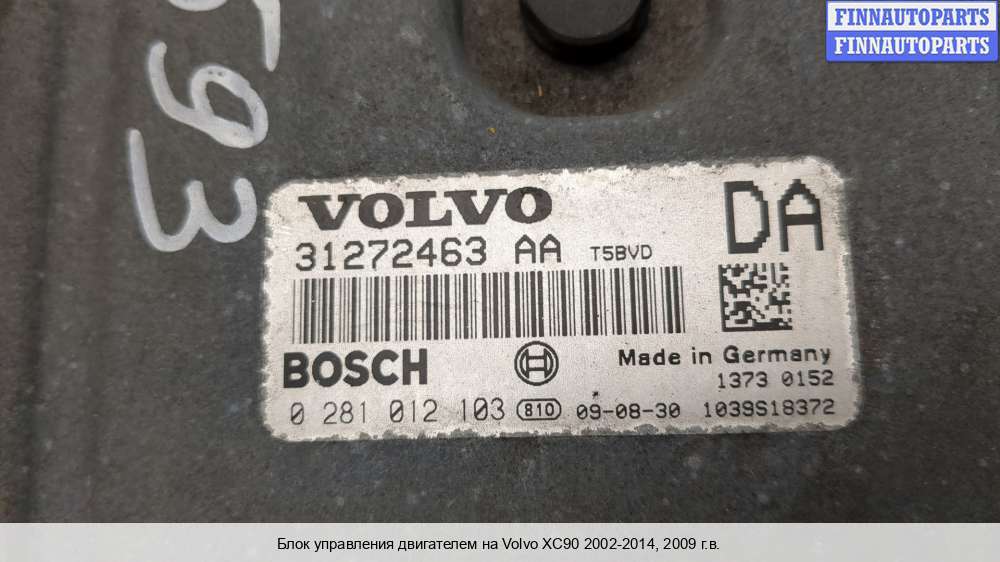 FINNAUTOPARTS
FINNAUTOPARTS
593
VOLVO
DA
31272463 AA T5BVD
BOSCH
Made in Germany
1373 0152
0 281 012 103 810 09-08-30 1039S18372
Блок управления двигателем на Volvo XC90 2002-2014, 2009 г.в.